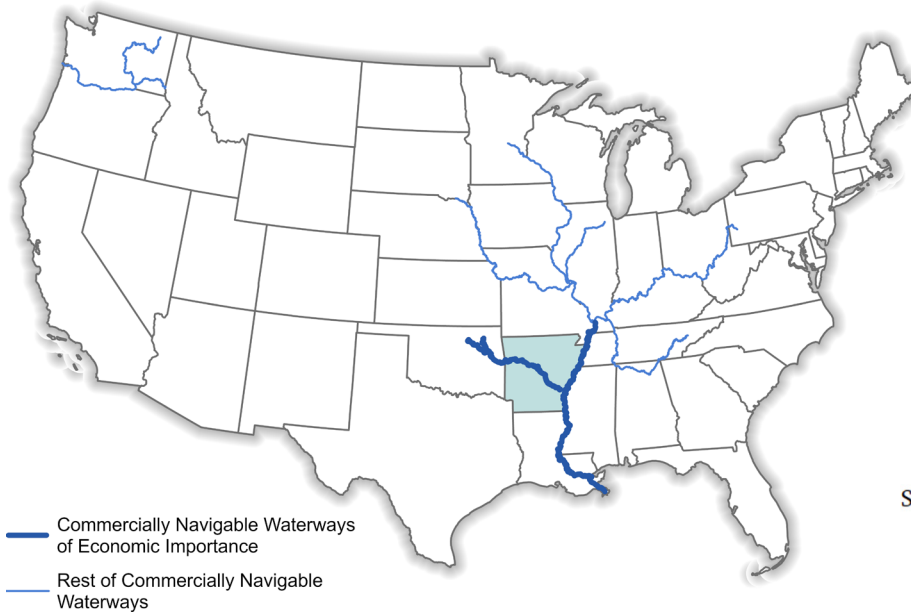 S
Commercially Navigable Waterways
of Economic Importance
Rest of Commercially Navigable
Waterways